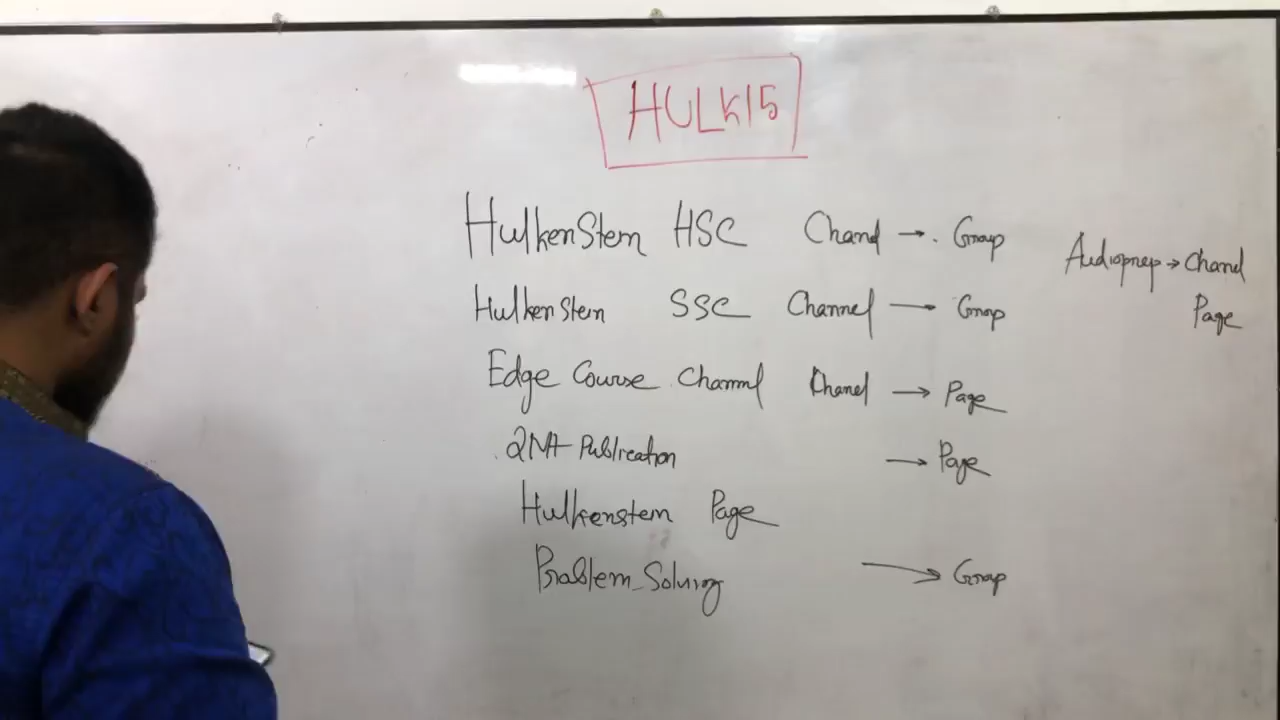 HULK15
HulkenStem HSC Chanel → Group
HulkenStem SSC Channel → Group
Edge Course Channel Chanel → Page
2NA Publication → Page
Hulkenstem Page
Problem Solving → Group
Audioprep → Chanel
Page